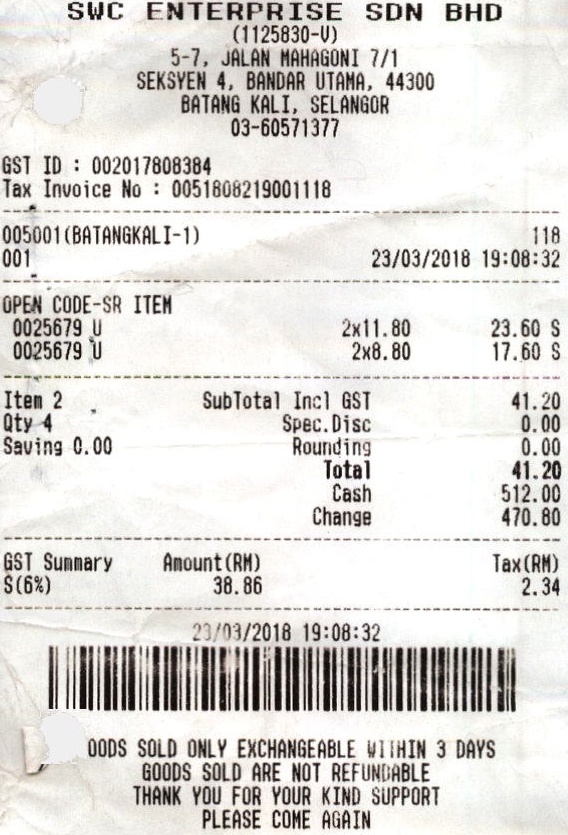 SWC ENTERPRISE SDN BHD
(1125830-V)
5-7, JALAN MAHAGONI 7/1
SEKSYEN 4, BANDAR UTAMA, 44300
BATANG KALI, SELANGOR
03-60571377
GST ID : 002017808384
Tax Invoice No : 0051808219001118
005001(BATANGKALI-1) 118
001 23/03/2018 19:08:32
OPEN CODE-SR ITEM
0025679 U 2x11.80 23.60 S
0025679 U 2x8.80 17.60 S
Item 2 SubTotal Incl GST 41.20
Qty 4 Spec.Disc 0.00
Saving 0.00 Rounding 0.00
Total 41.20
Cash 512.00
Change 470.80
GST Summary Amount(RM) Tax(RM)
S(6%) 38.86 2.34
23/03/2018 19:08:32
OODS SOLD ONLY EXCHANGEABLE WITHIN 3 DAYS
GOODS SOLD ARE NOT REFUNDABLE
THANK YOU FOR YOUR KIND SUPPORT
PLEASE COME AGAIN